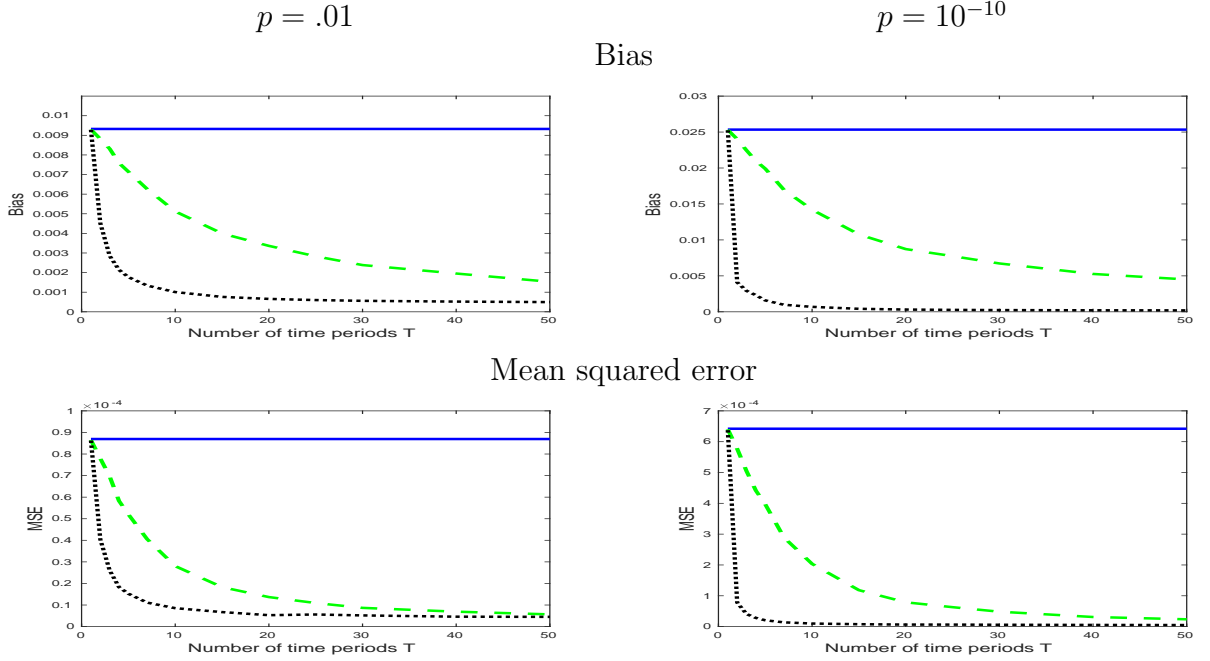 p = .01
p = 10^{-10}
Bias
0.01
0.009
0.008
0.007
0.006
0.005
0.004
0.003
0.002
0.001
0
Bias
0 10 20 30 40 50
Number of time periods T
0.03
0.025
0.02
0.015
0.01
0.005
0
Bias
0 10 20 30 40 50
Number of time periods T
Mean squared error
×10^{-4}
1
0.9
0.8
0.7
0.6
0.5
0.4
0.3
0.2
0.1
0
MSE
0 10 20 30 40 50
Number of time periods T
×10^{-4}
7
6
5
4
3
2
1
0
MSE
0 10 20 30 40 50
Number of time periods T